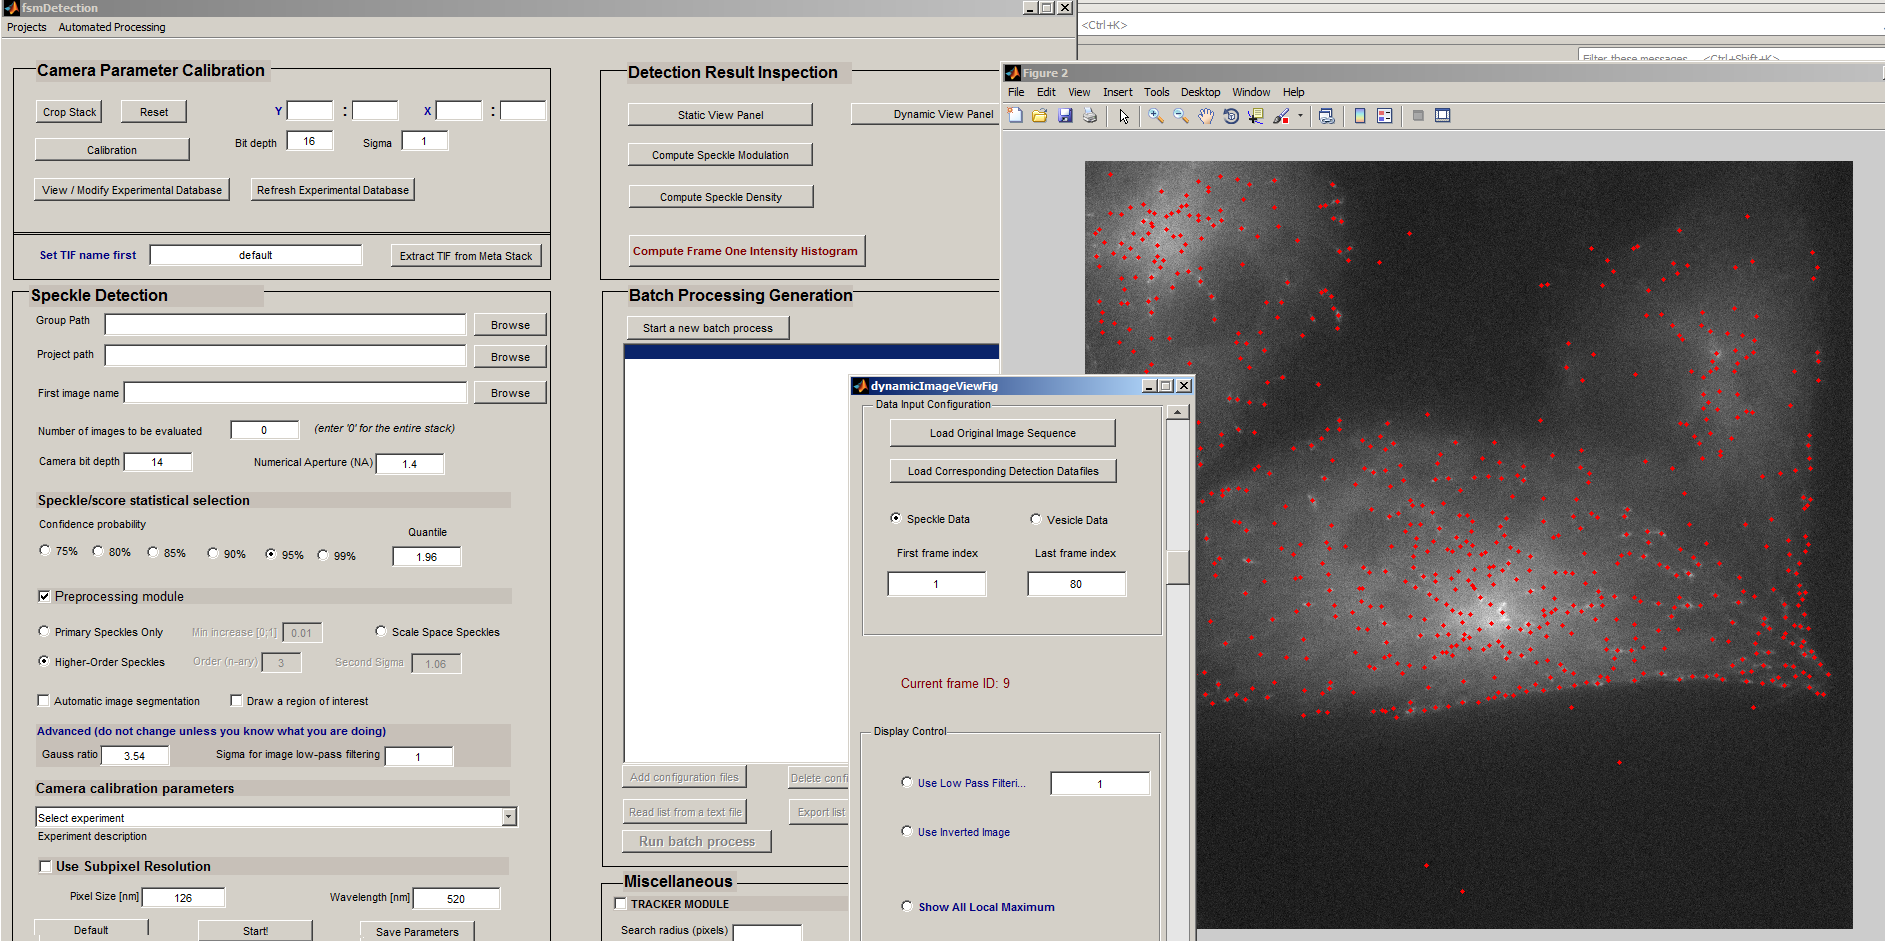 fsmDetection
Projects Automated Processing
Camera Parameter Calibration
Crop Stack Reset Y : X :
Calibration Bit depth 16 Sigma 1
View / Modify Experimental Database Refresh Experimental Database
Set TIF name first default Extract TIF from Meta Stack
Speckle Detection
Group Path Browse
Project path Browse
First image name Browse
Number of images to be evaluated 0 (enter '0' for the entire stack)
Camera bit depth 14 Numerical Aperture (NA) 1.4
Speckle/score statistical selection
Confidence probability Quantile
75% 80% 85% 90% 95% 99% 1.96
Preprocessing module
Primary Speckles Only Min increase [0;1] 0.01 Scale Space Speckles
Higher-Order Speckles Order (n-ary) 3 Second Sigma 1.06
Automatic image segmentation Draw a region of interest
Advanced (do not change unless you know what you are doing)
Gauss ratio 3.54 Sigma for image low-pass filtering 1
Camera calibration parameters
Select experiment
Experiment description
Use Subpixel Resolution
Pixel Size [nm] 126 Wavelength [nm] 520
Default Start! Save Parameters
Detection Result Inspection
Static View Panel Dynamic View Panel
Compute Speckle Modulation
Compute Speckle Density
Compute Frame One Intensity Histogram
Batch Processing Generation
Start a new batch process
Add configuration files Delete confi
Read list from a text file Export list
Run batch process
Miscellaneous
TRACKER MODULE
Search radius (pixels)
dynamicImageViewFig
Data Input Configuration
Load Original Image Sequence
Load Corresponding Detection Datafiles
Speckle Data Vesicle Data
First frame index Last frame index
1 80
Current frame ID: 9
Display Control
Use Low Pass Filteri... 1
Use Inverted Image
Show All Local Maximum
<Ctrl+K>
Filter these messages <Ctrl+Shift+K>
Figure 2
File Edit View Insert Tools Desktop Window Help